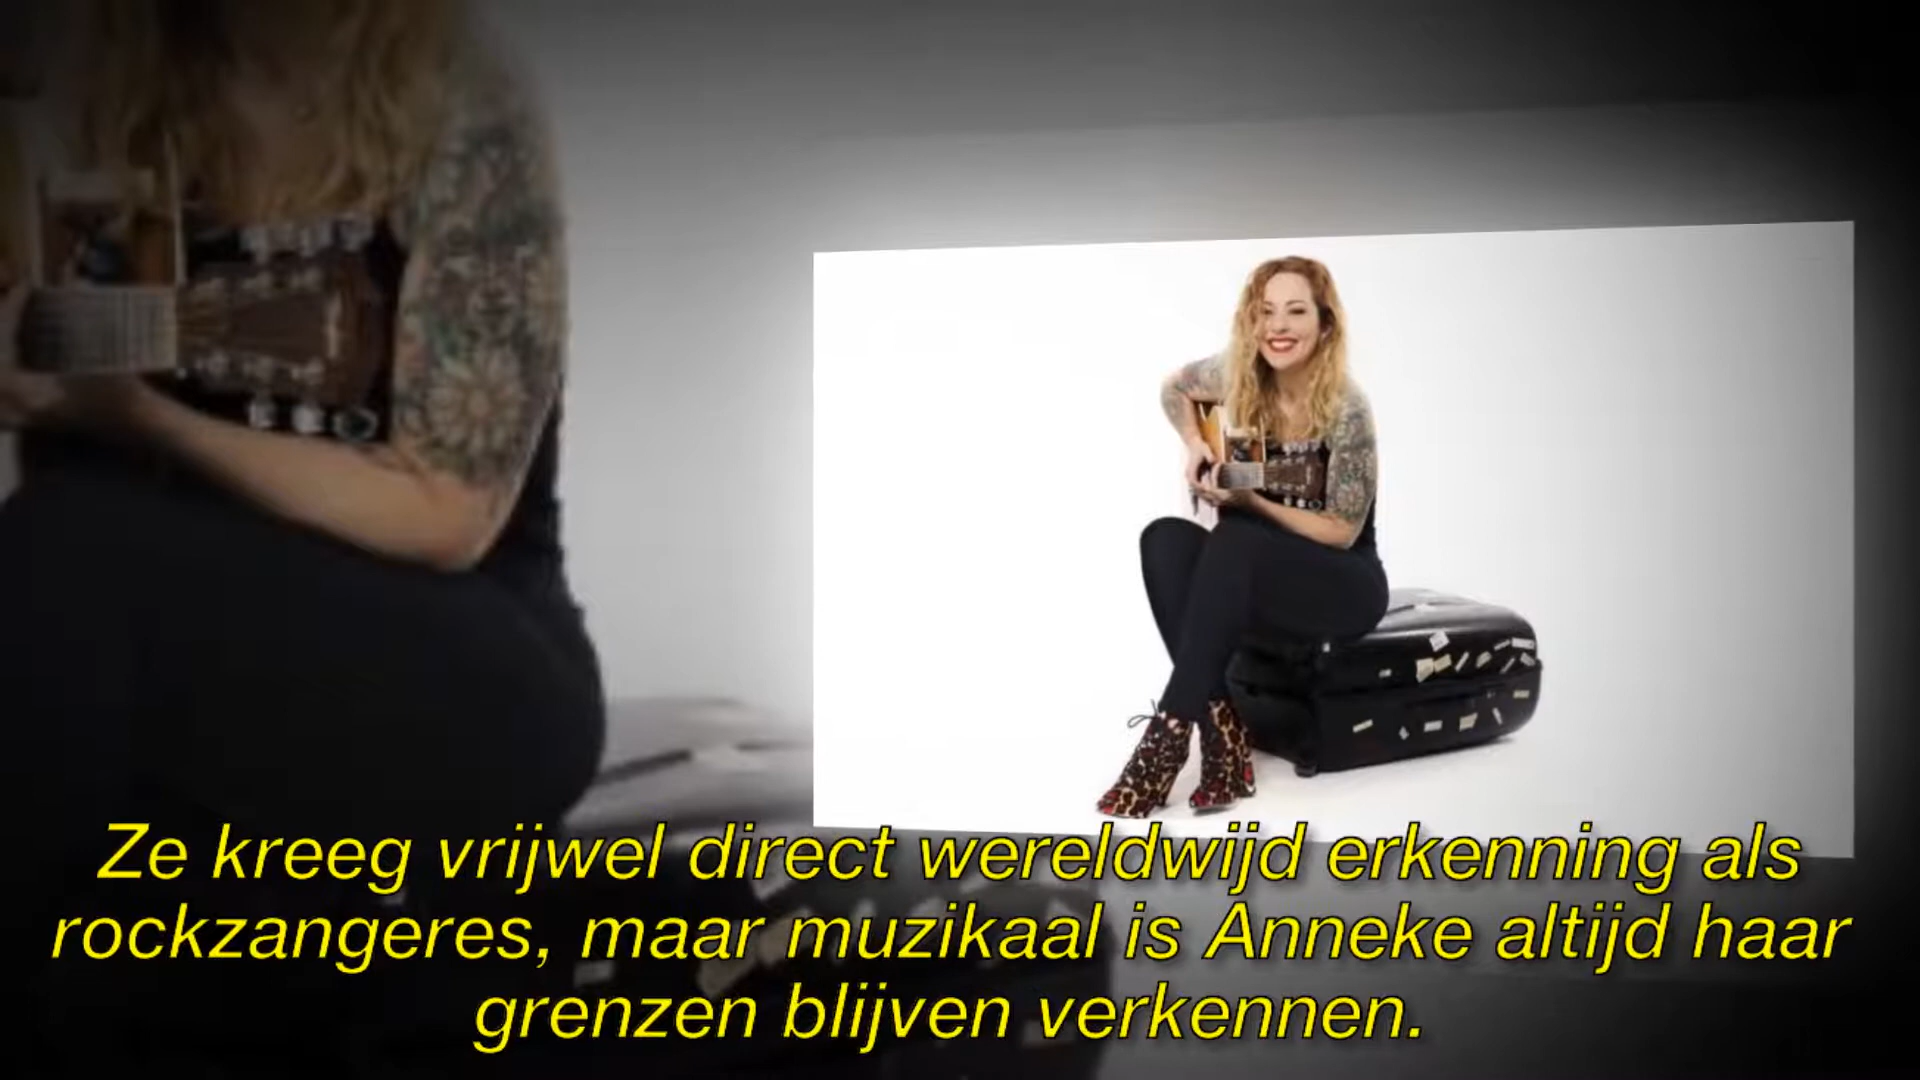 Ze kreeg vrijwel direct wereldwijd erkenning als
rockzangeres, maar muzikaal is Anneke altijd haar
grenzen blijven verkennen.